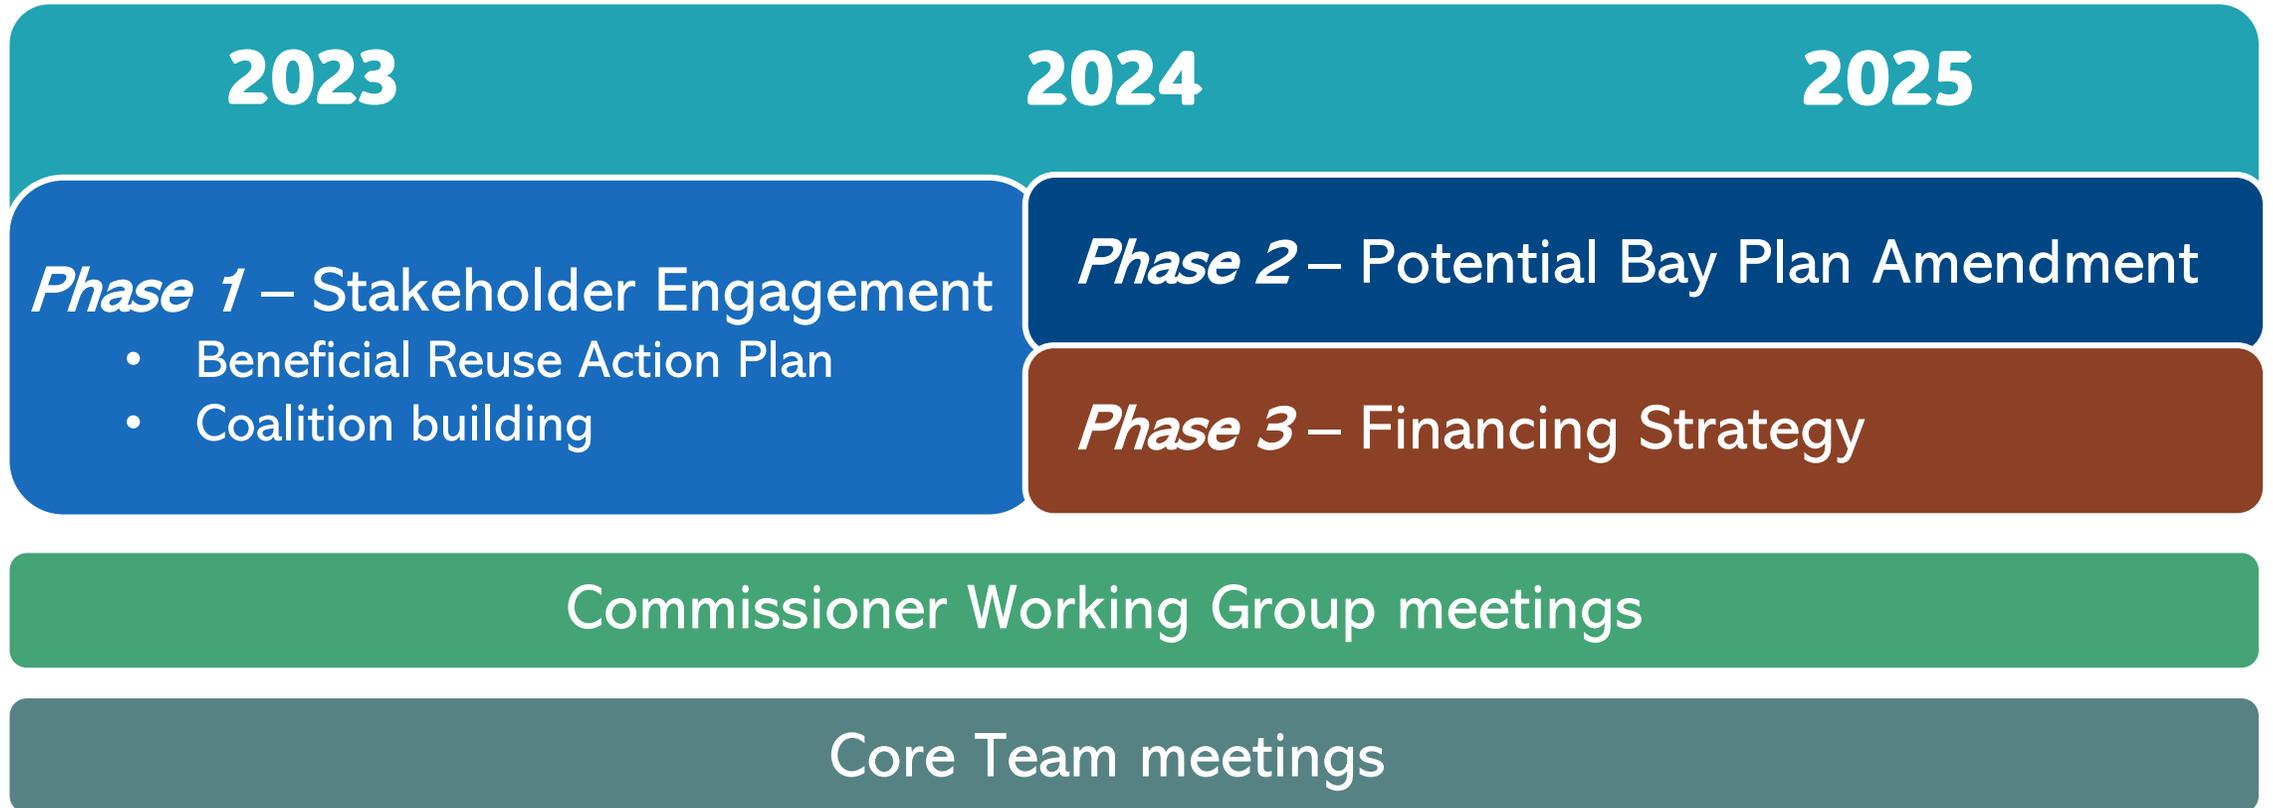 2023 2024 2025
Phase 1 – Stakeholder Engagement
• Beneficial Reuse Action Plan
• Coalition building
Phase 2 – Potential Bay Plan Amendment
Phase 3 – Financing Strategy
Commissioner Working Group meetings
Core Team meetings